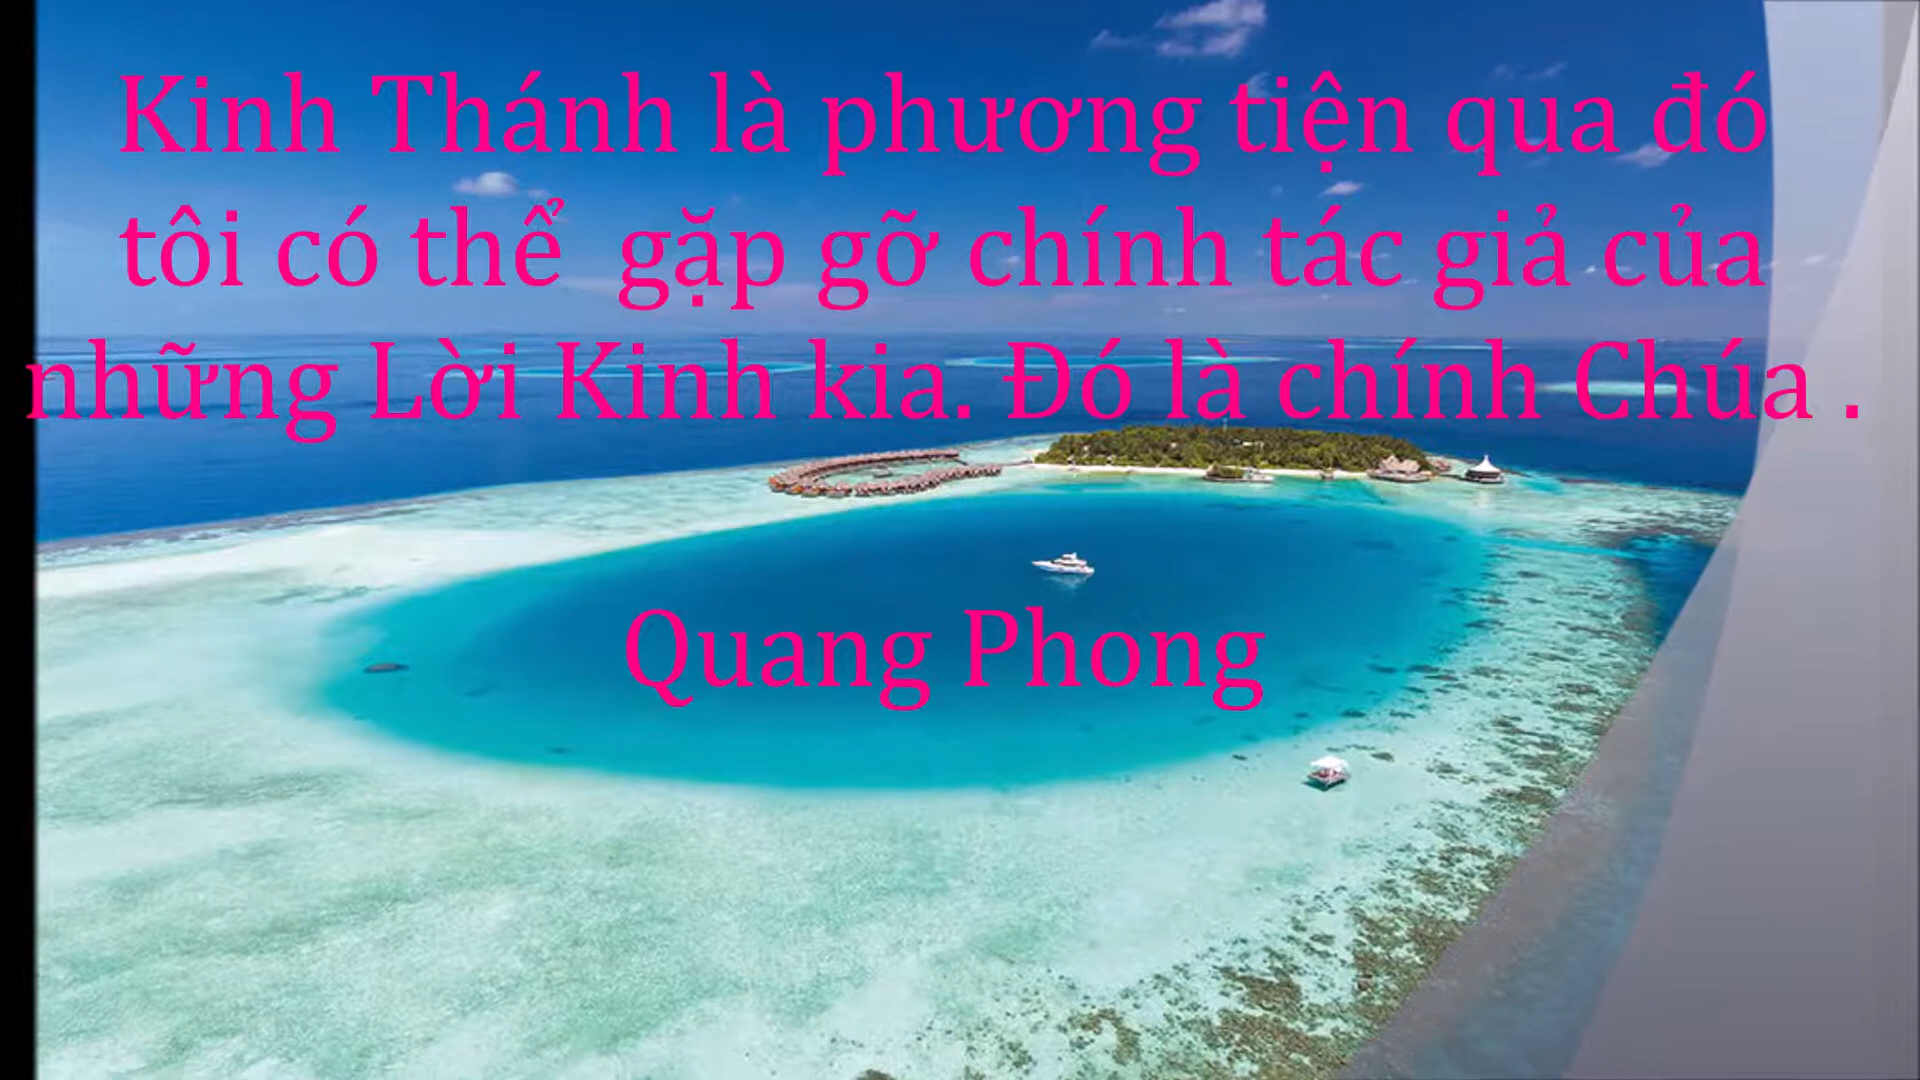 Kinh Thánh là phương tiện qua đó
tôi có thể  gặp gỡ chính tác giả của
những Lời Kinh kia. Đó là chính Chúa .
Quang Phong